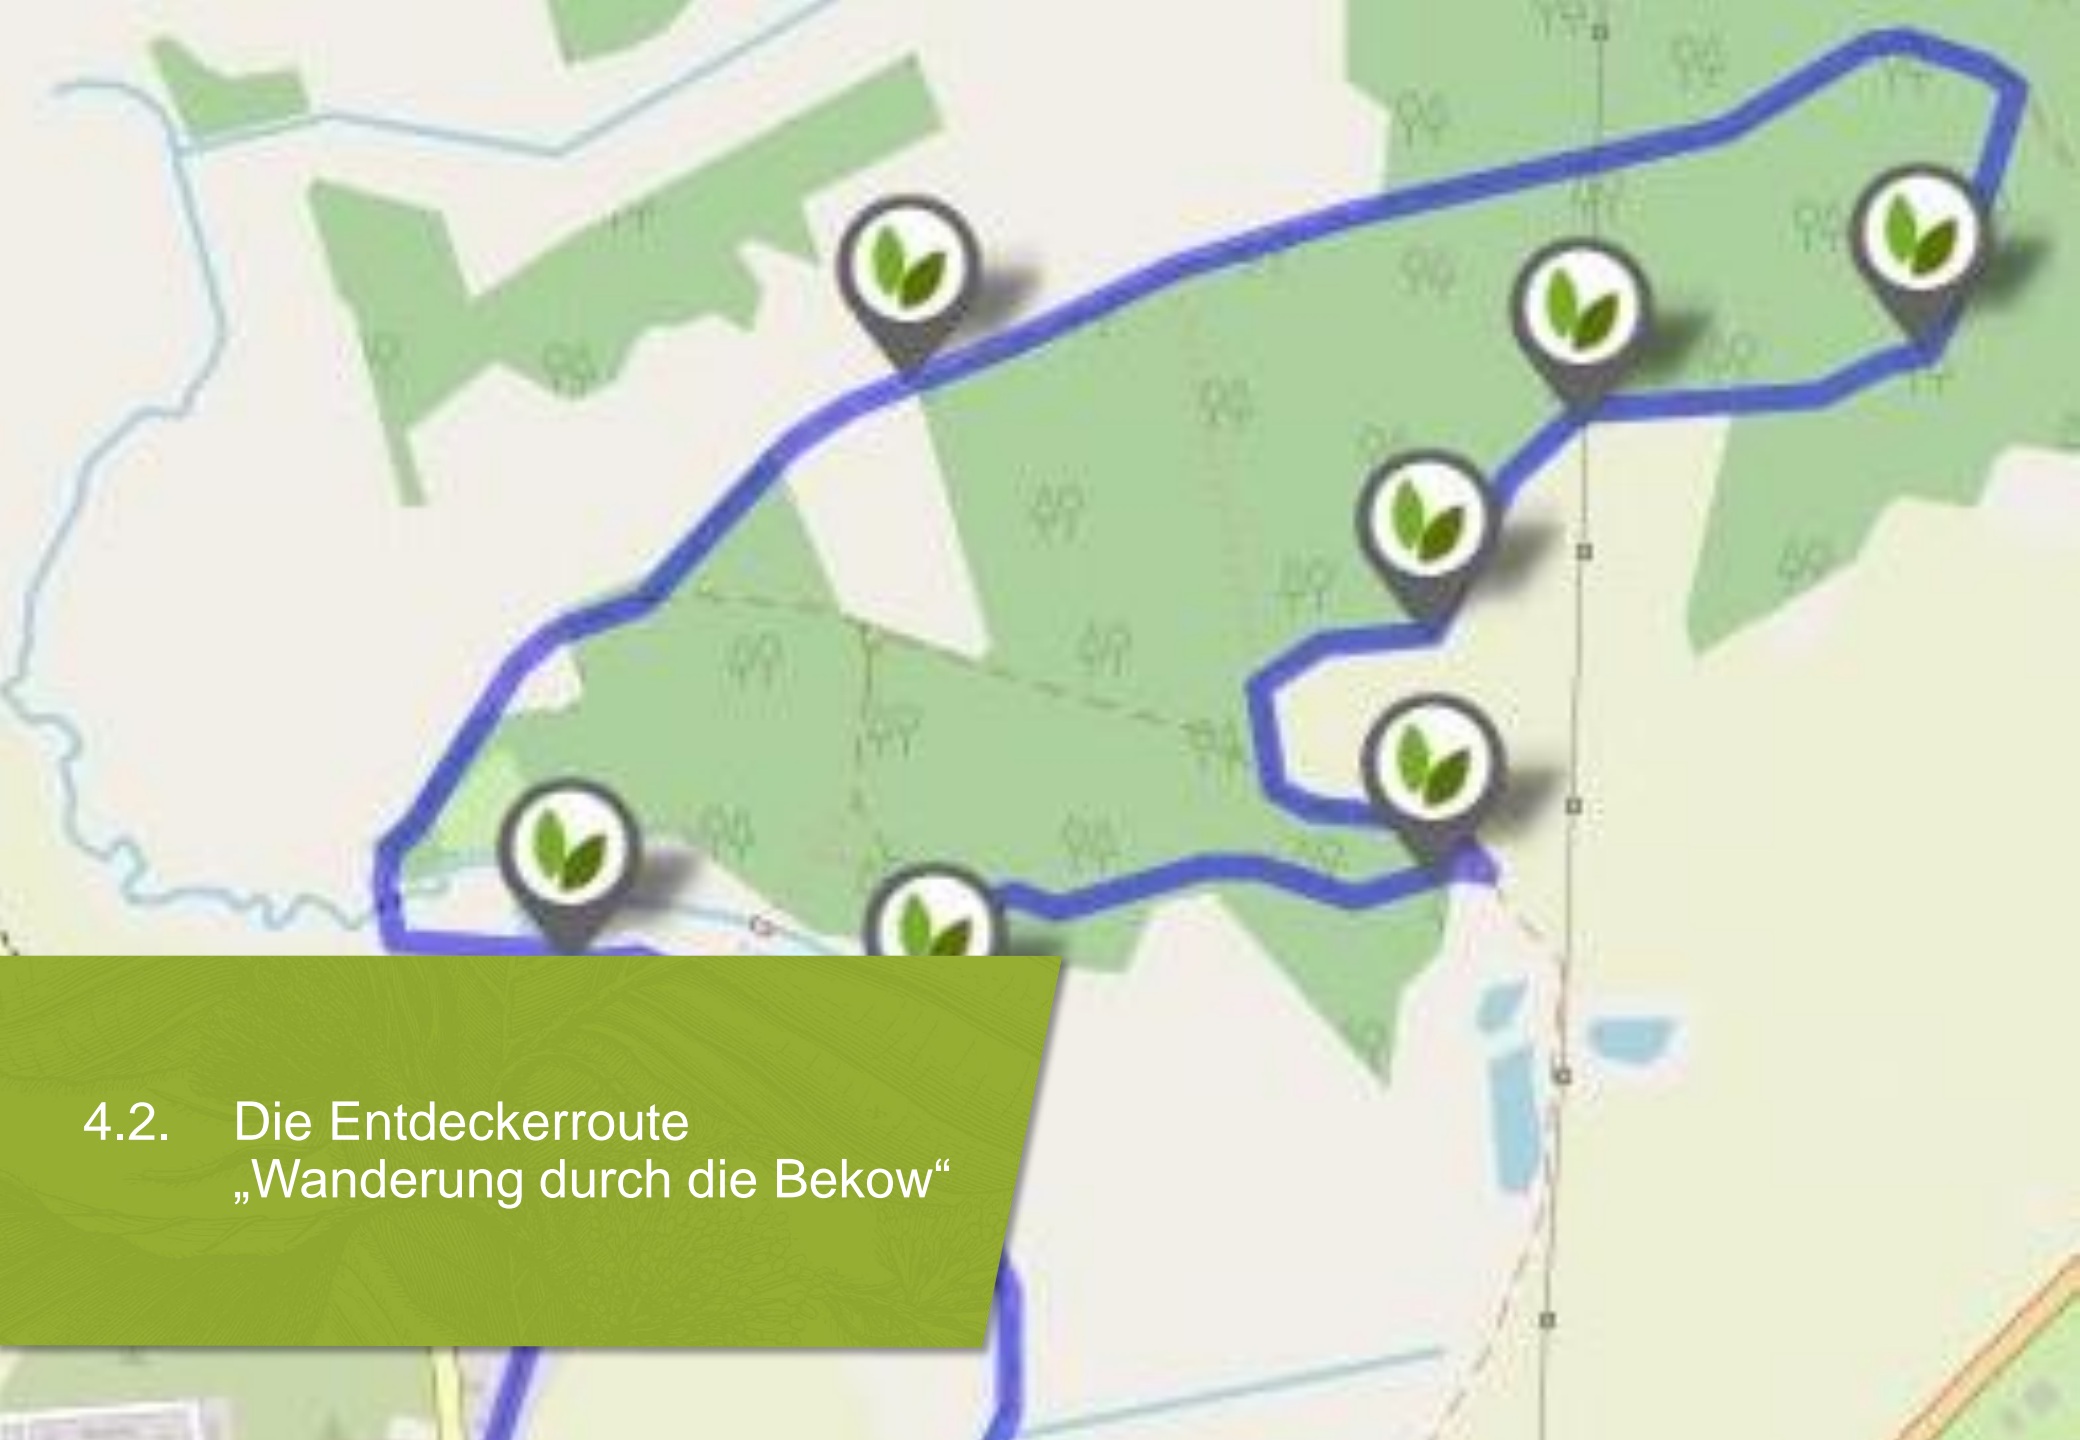 4.2. Die Entdeckerroute
„Wanderung durch die Bekow“